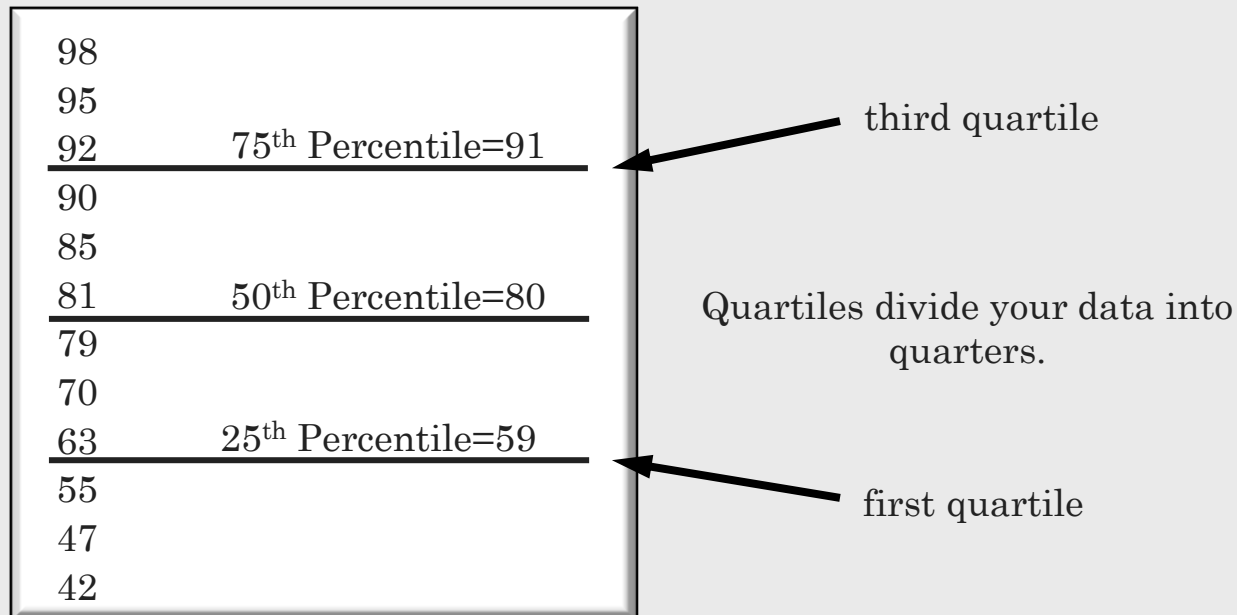 98
95
third quartile
92 75th Percentile=91
90
85
81 50th Percentile=80
Quartiles divide your data into
quarters.
79
70
63 25th Percentile=59
55
first quartile
47
42